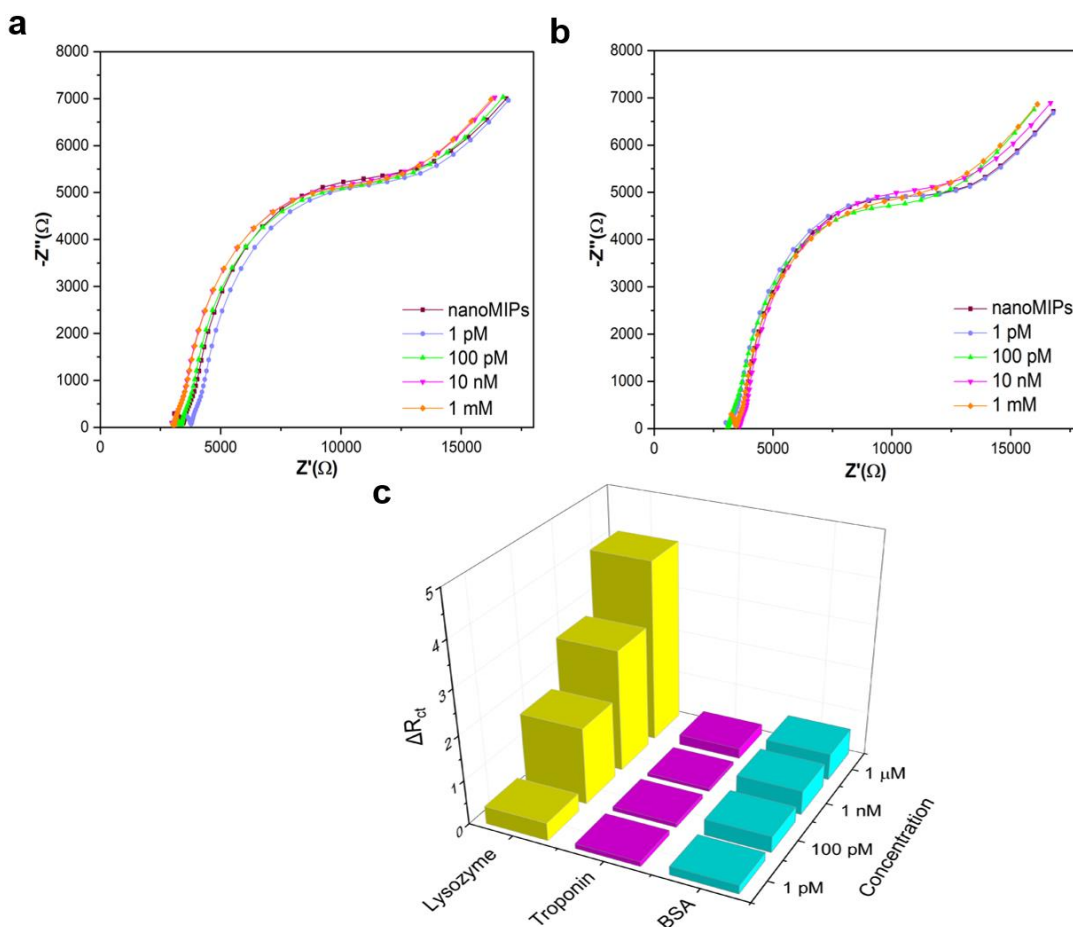 a
8000
7000
6000
5000
4000
3000
2000
1000
0
-Z"(Ω)
nanoMIPs
1 pM
100 pM
10 nM
1 mM
0 5000 10000 15000
Z'(Ω)
b
8000
7000
6000
5000
4000
3000
2000
1000
0
-Z"(Ω)
nanoMIPs
1 pM
100 pM
10 nM
1 mM
0 5000 10000 15000
Z'(Ω)
c
5
4
3
2
1
0
ΔRct
Lysozyme
Troponin
BSA
1 μM
1 nM
100 pM
1 pM
Concentration